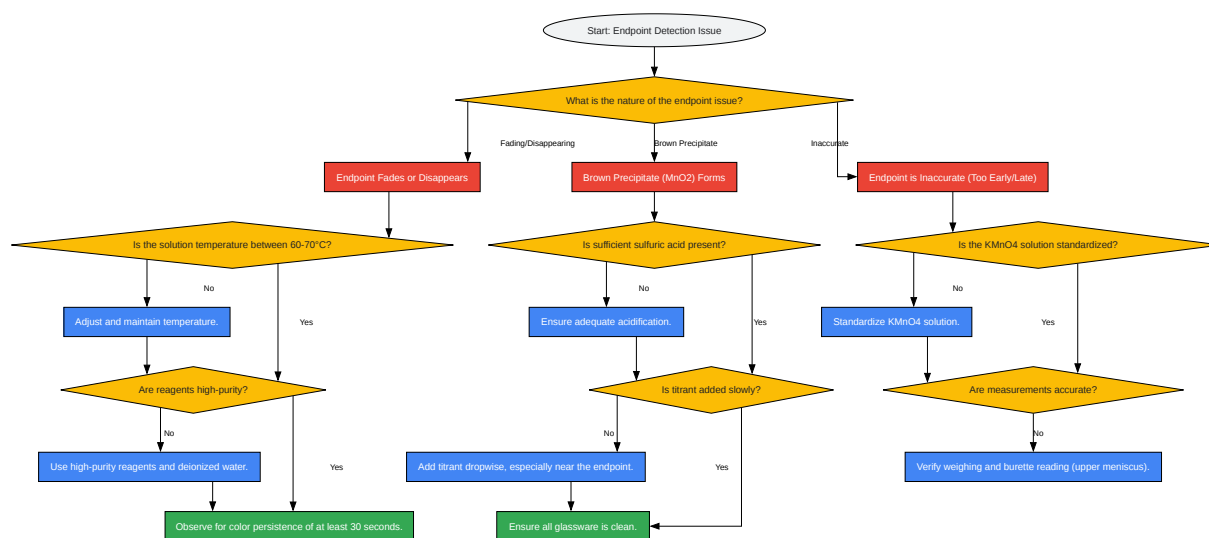 Start: Endpoint Detection Issue
What is the nature of the endpoint issue?
Fading/Disappearing
Brown Precipitate
Inaccurate
Endpoint Fades or Disappears
Brown Precipitate (MnO2) Forms
Endpoint is Inaccurate (Too Early/Late)
Is the solution temperature between 60-70°C?
Is sufficient sulfuric acid present?
Is the KMnO4 solution standardized?
No
No
No
Adjust and maintain temperature.
Yes
Ensure adequate acidification.
Yes
Standardize KMnO4 solution.
Yes
Are reagents high-purity?
Is titrant added slowly?
Are measurements accurate?
No
No
No
Use high-purity reagents and deionized water.
Yes
Add titrant dropwise, especially near the endpoint.
Yes
Verify weighing and burette reading (upper meniscus).
Observe for color persistence of at least 30 seconds.
Ensure all glassware is clean.